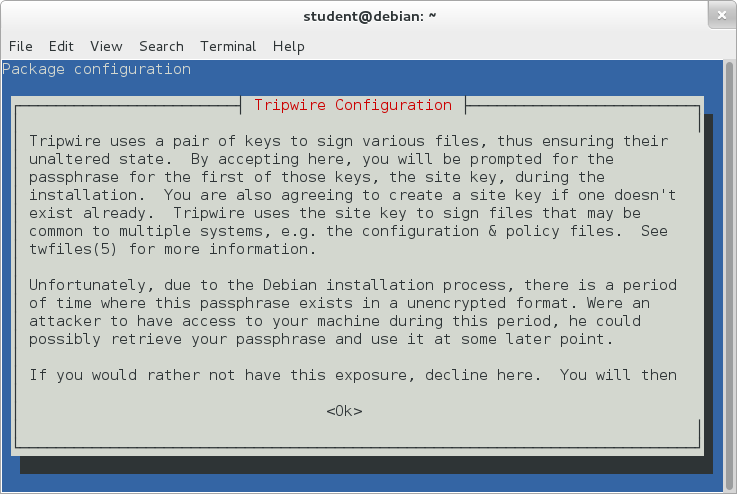 student@debian: ~
File Edit View Search Terminal Help
Package configuration
Tripwire Configuration
Tripwire uses a pair of keys to sign various files, thus ensuring their
unaltered state.  By accepting here, you will be prompted for the
passphrase for the first of those keys, the site key, during the
installation.  You are also agreeing to create a site key if one doesn't
exist already.  Tripwire uses the site key to sign files that may be
common to multiple systems, e.g. the configuration & policy files.  See
twfiles(5) for more information.
Unfortunately, due to the Debian installation process, there is a period
of time where this passphrase exists in a unencrypted format. Were an
attacker to have access to your machine during this period, he could
possibly retrieve your passphrase and use it at some later point.
If you would rather not have this exposure, decline here.  You will then
<Ok>